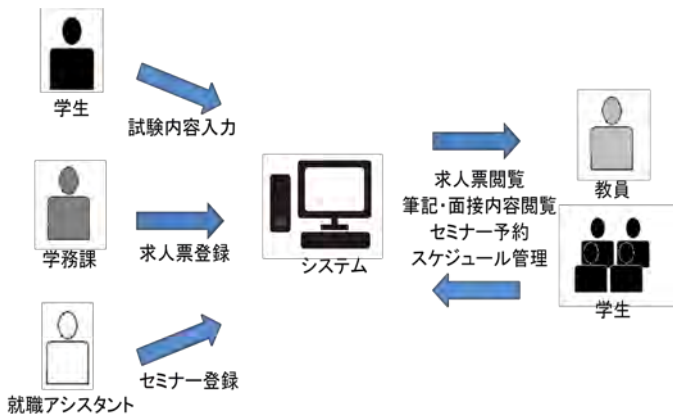 学生
試験内容入力
学務課
求人票登録
就職アシスタント
セミナー登録
システム
求人票閲覧
筆記・面接内容閲覧
セミナー予約
スケジュール管理
教員
学生